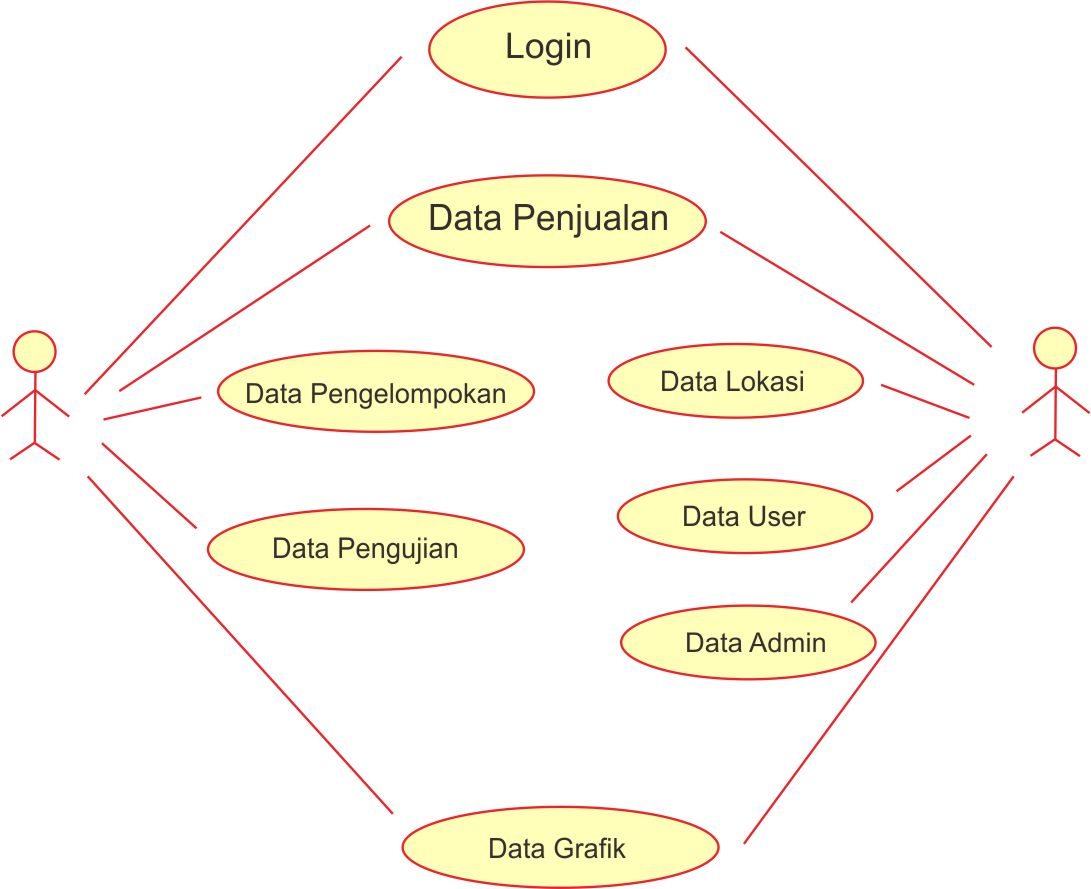 Login
Data Penjualan
Data Pengelompokan
Data Lokasi
Data User
Data Pengujian
Data Admin
Data Grafik